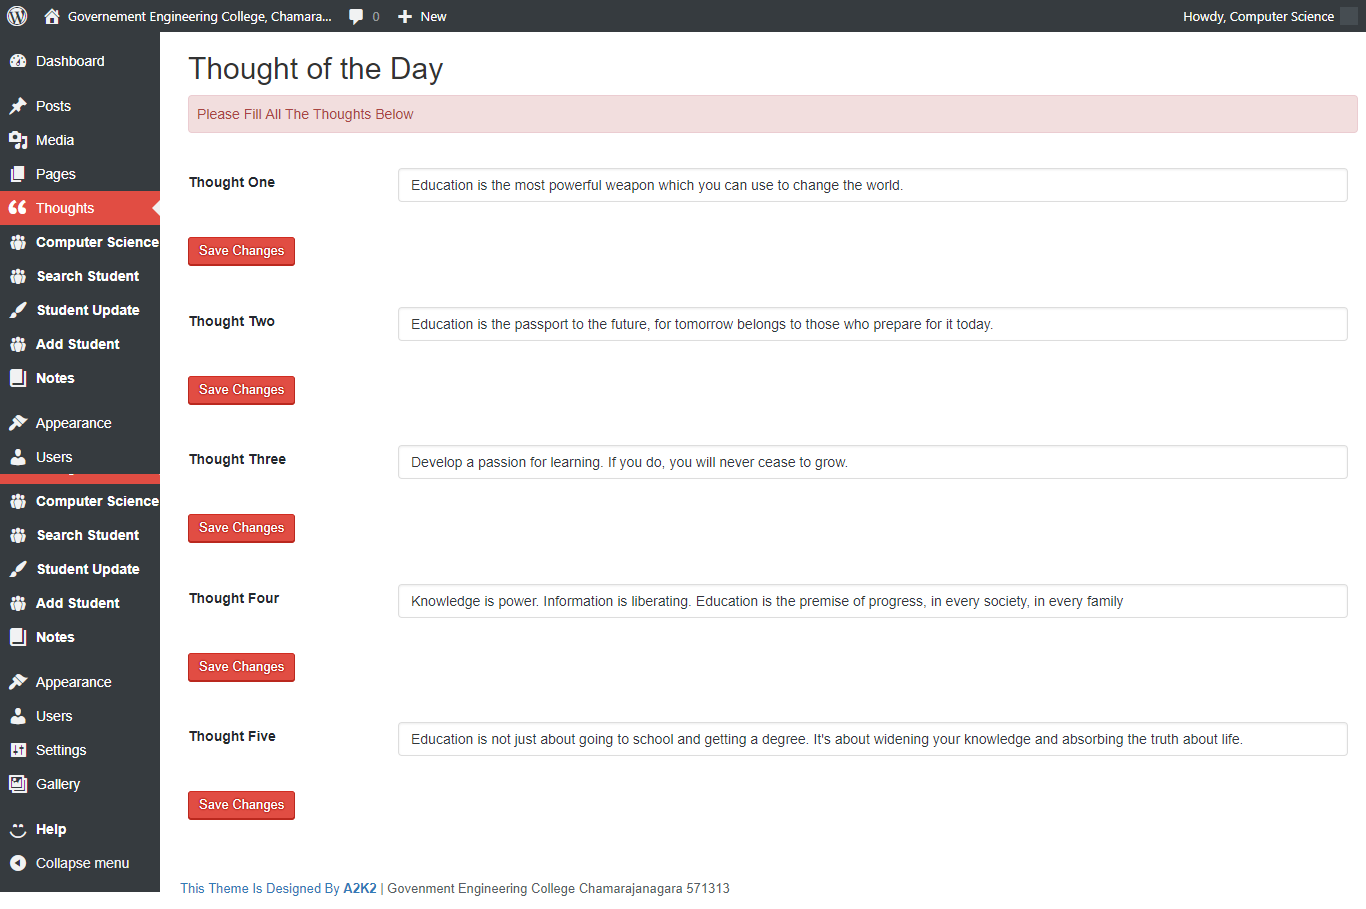 Governement Engineering College, Chamara... 0 New Howdy, Computer Science
Dashboard
Posts
Media
Pages
Thoughts
Computer Science
Search Student
Student Update
Add Student
Notes
Appearance
Users
Computer Science
Search Student
Student Update
Add Student
Notes
Appearance
Users
Settings
Gallery
Help
Collapse menu
Thought of the Day
Please Fill All The Thoughts Below
Thought One Education is the most powerful weapon which you can use to change the world.
Save Changes
Thought Two Education is the passport to the future, for tomorrow belongs to those who prepare for it today.
Save Changes
Thought Three Develop a passion for learning. If you do, you will never cease to grow.
Save Changes
Thought Four Knowledge is power. Information is liberating. Education is the premise of progress, in every society, in every family
Save Changes
Thought Five Education is not just about going to school and getting a degree. It's about widening your knowledge and absorbing the truth about life.
Save Changes
This Theme Is Designed By A2K2 | Govenment Engineering College Chamarajanagara 571313